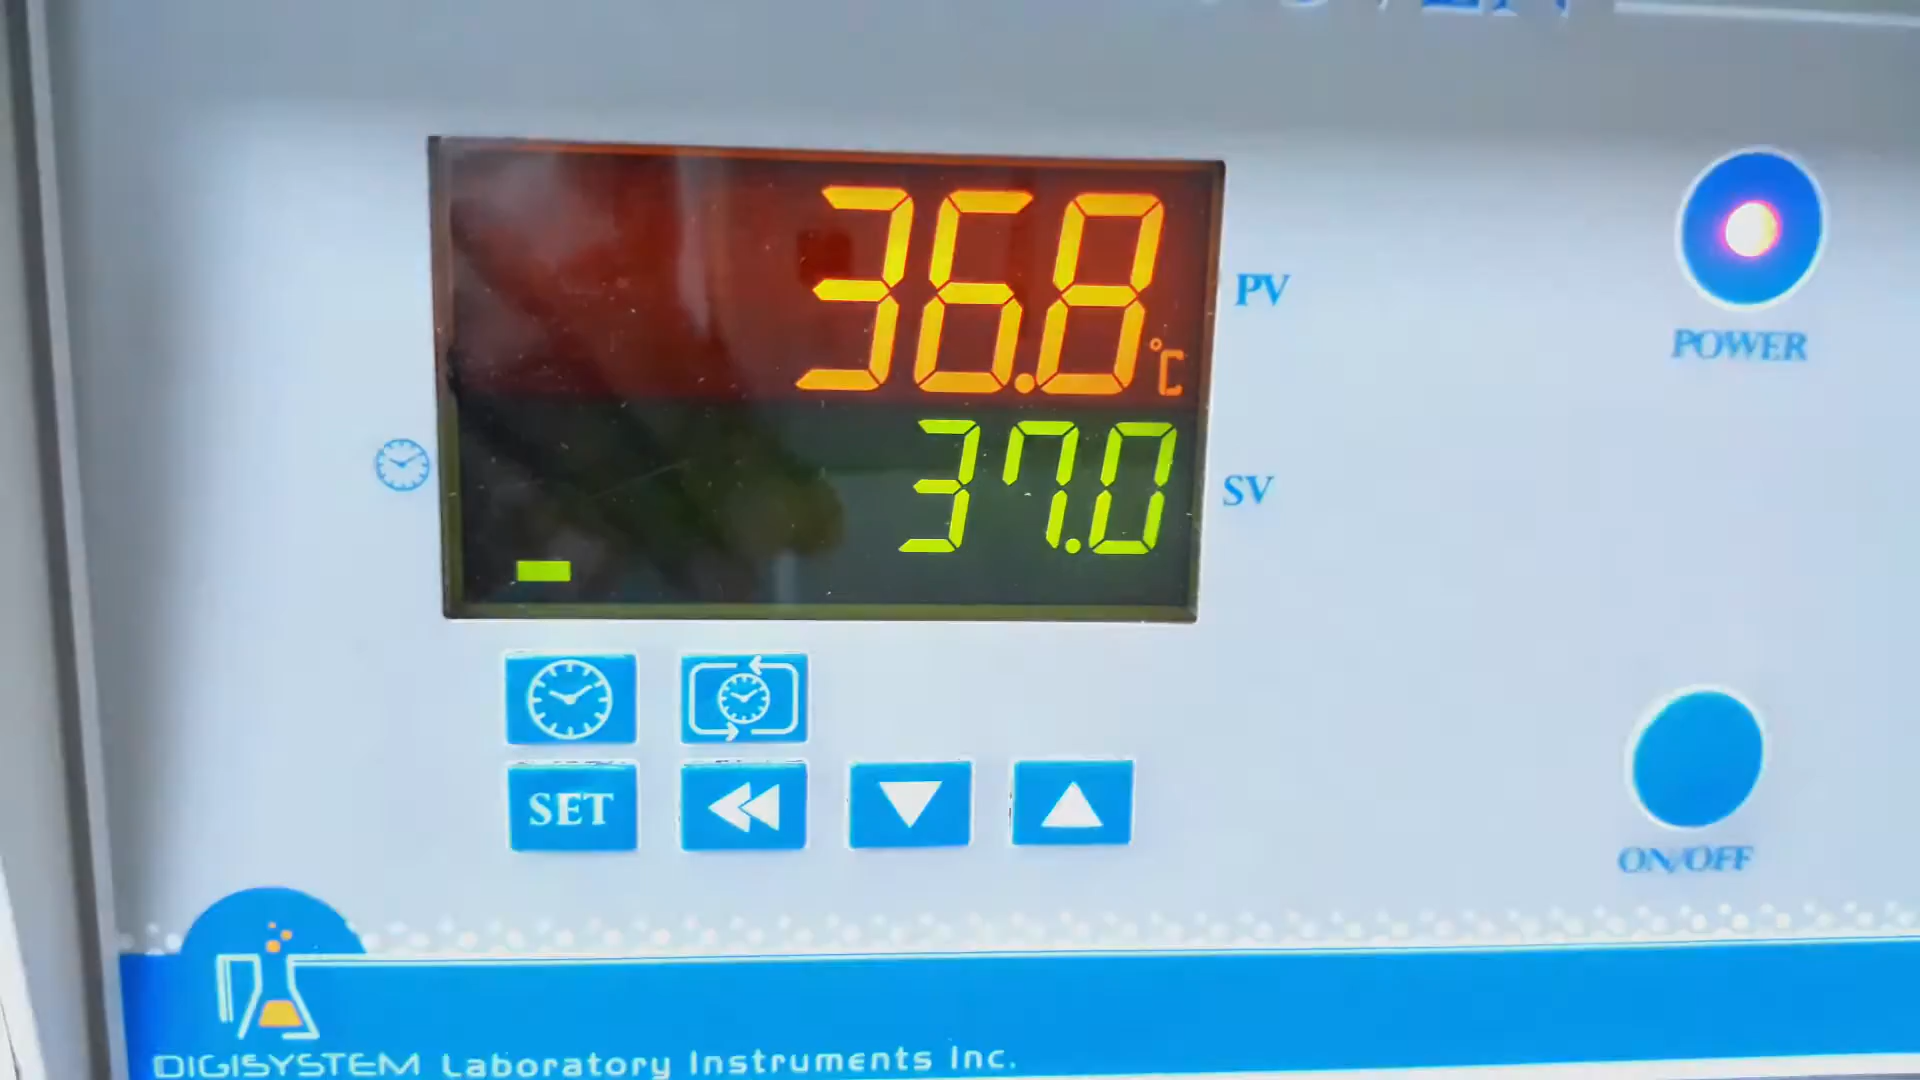 36.8 °C
PV
POWER
37.0
SV
SET
ON/OFF
DIGISYSTEM Laboratory Instruments Inc.